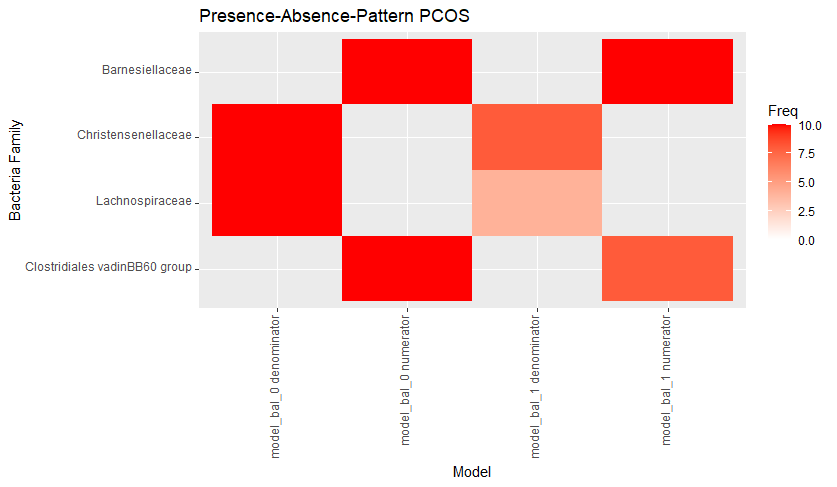 Presence-Absence-Pattern PCOS
Bacteria Family
Barnesiellaceae
Christensenellaceae
Lachnospiraceae
Clostridiales vadinBB60 group
model_bal_0 denominator
model_bal_0 numerator
model_bal_1 denominator
model_bal_1 numerator
Model
Freq
10.0
7.5
5.0
2.5
0.0